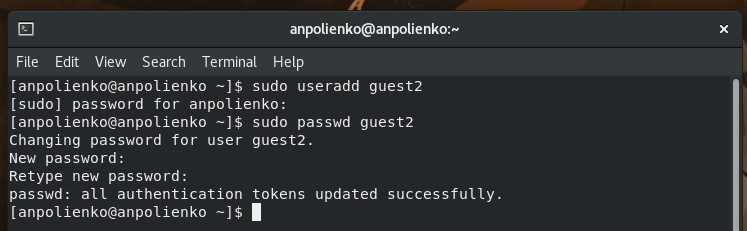 anpolienko@anpolienko:~
File Edit View Search Terminal Help
[anpolienko@anpolienko ~]$ sudo useradd guest2
[sudo] password for anpolienko:
[anpolienko@anpolienko ~]$ sudo passwd guest2
Changing password for user guest2.
New password:
Retype new password:
passwd: all authentication tokens updated successfully.
[anpolienko@anpolienko ~]$